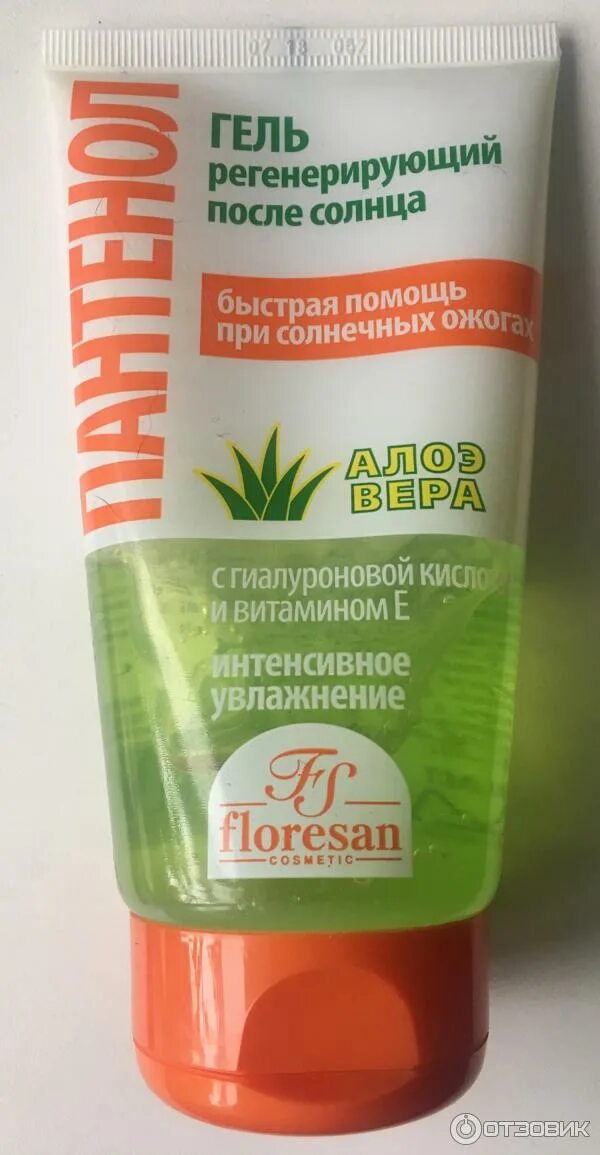 ПАНТЕНОЛ
ГЕЛЬ
регенерирующий
после солнца
быстрая помощь
при солнечных ожогах
АЛОЭ
ВЕРА
с гиалуроновой
и витамином Е
интенсивное
увлажнение
FS
floresan
COSMETIC
ОТЗОВИК